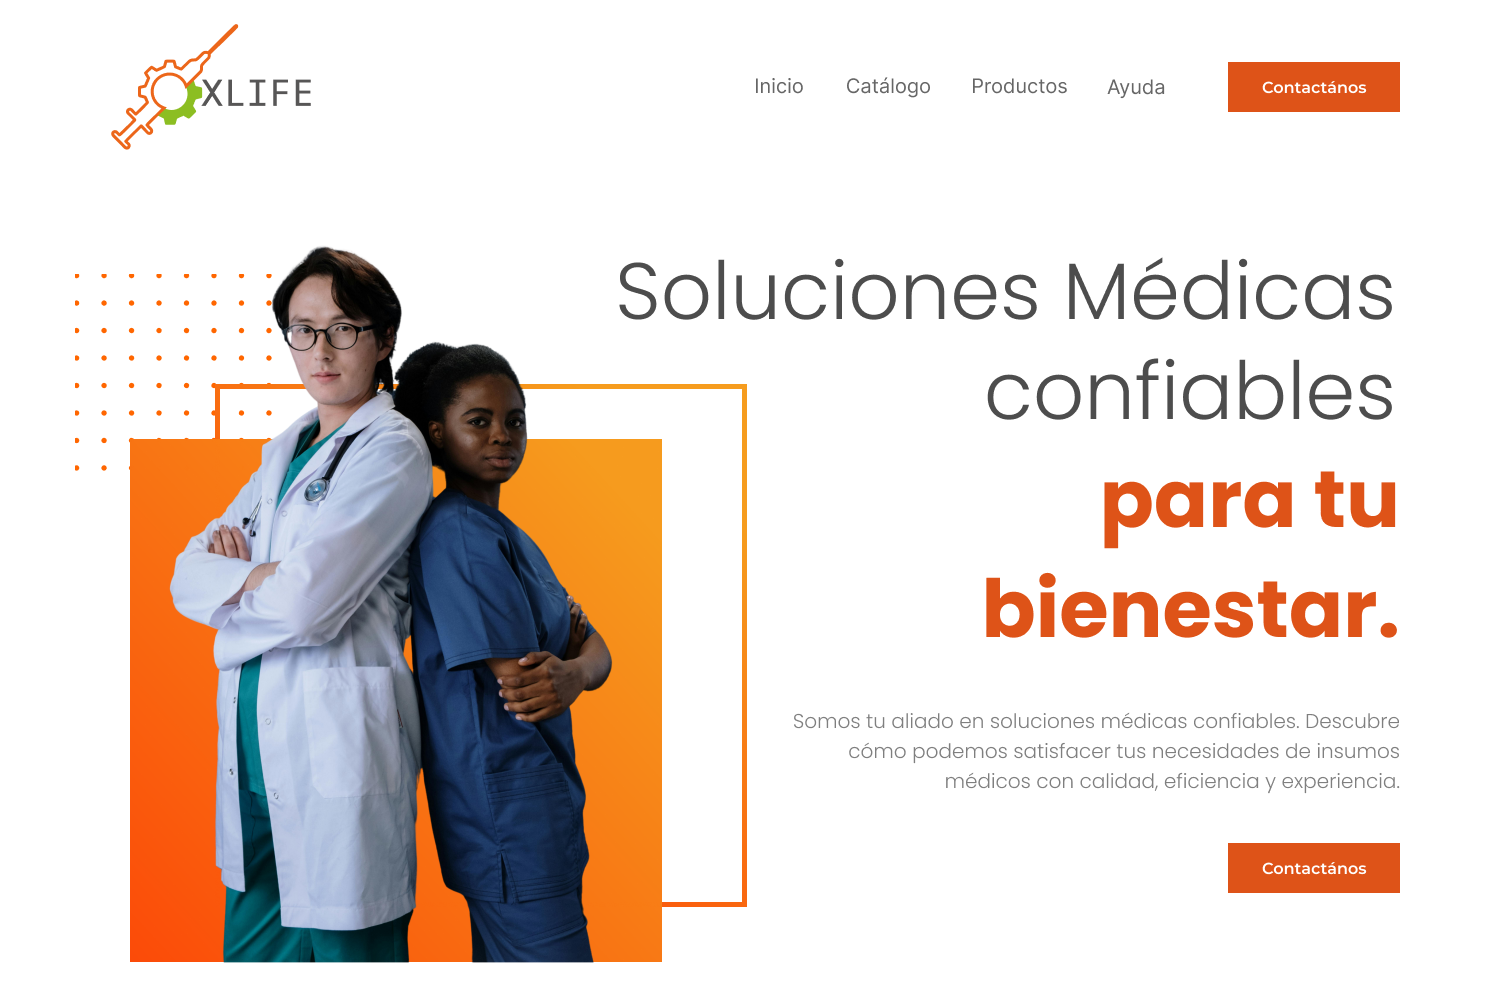 XLIFE
Inicio Catálogo Productos Ayuda Contactános
Soluciones Médicas
confiables
para tu
bienestar.
Somos tu aliado en soluciones médicas confiables. Descubre
cómo podemos satisfacer tus necesidades de insumos
médicos con calidad, eficiencia y experiencia.
Contactános